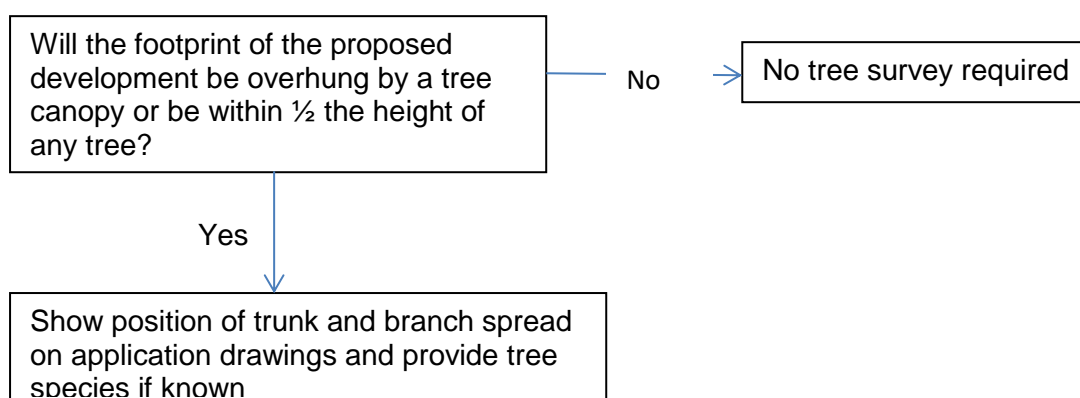 Will the footprint of the proposed
development be overhung by a tree
canopy or be within ½ the height of
any tree?
No
No tree survey required
Yes
Show position of trunk and branch spread
on application drawings and provide tree
species if known